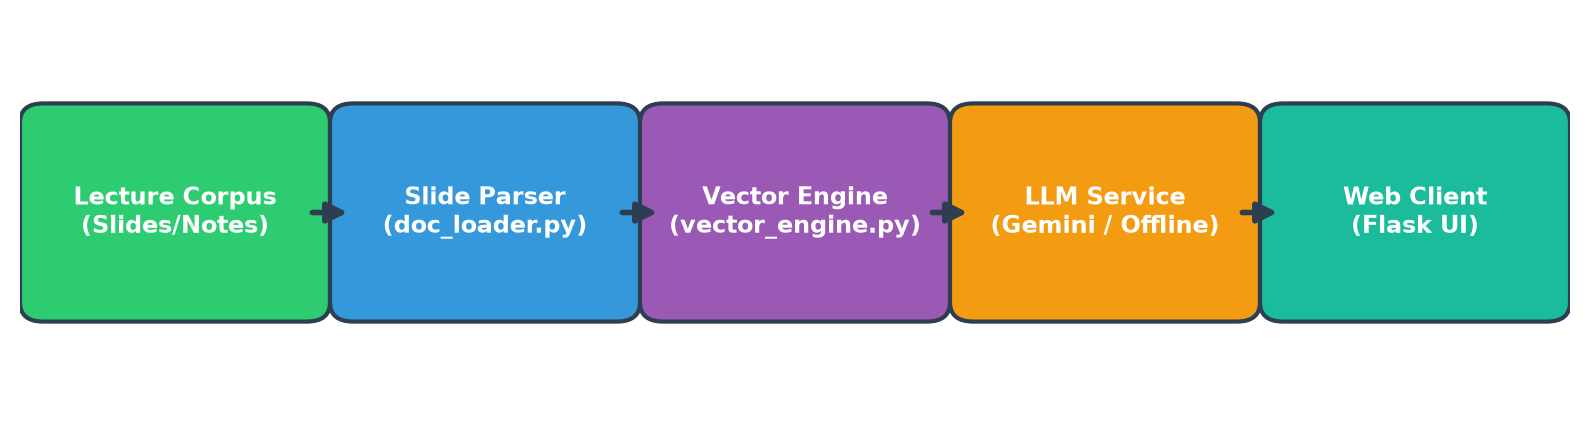 Lecture Corpus
(Slides/Notes)
Slide Parser
(doc_loader.py)
Vector Engine
(vector_engine.py)
LLM Service
(Gemini / Offline)
Web Client
(Flask UI)